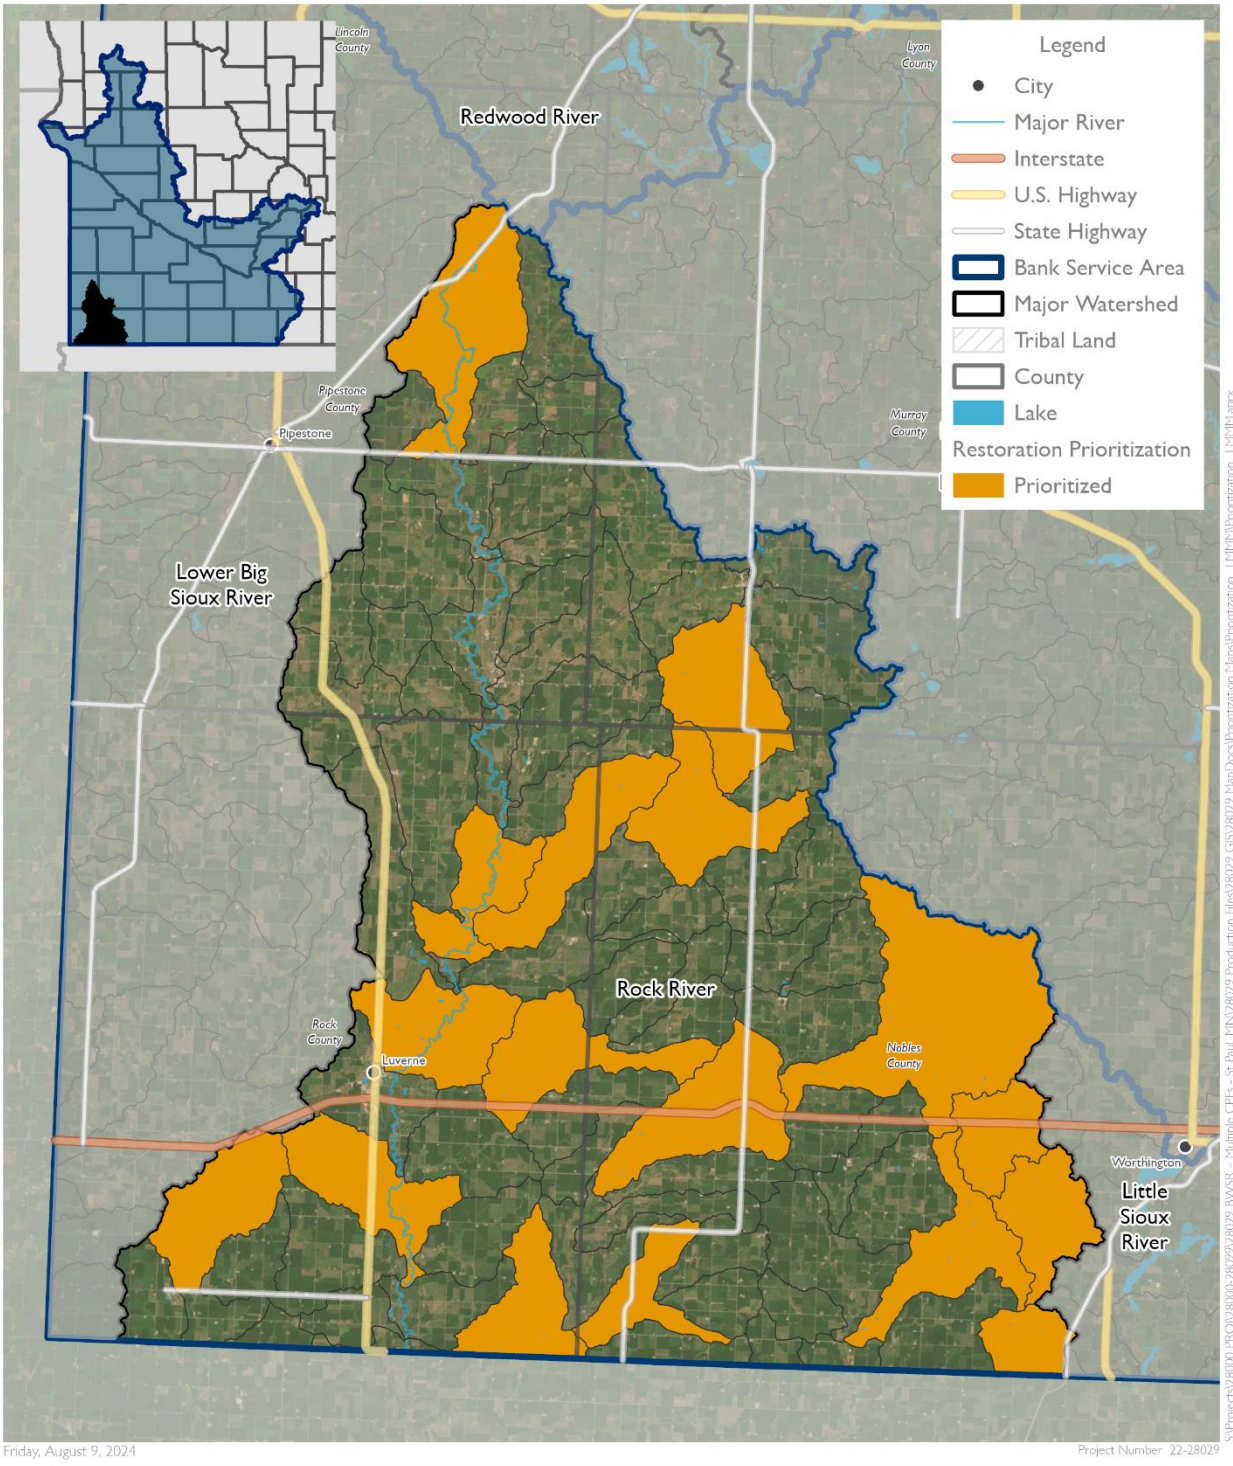 Lincoln
County
Redwood River
Lyon
County
Legend
City
Major River
Interstate
U.S. Highway
State Highway
Bank Service Area
Major Watershed
Tribal Land
County
Lake
Restoration Prioritization
Prioritized
Pipestone
County
Pipestone
Murray
County
Lower Big
Sioux River
Rock River
Rock
County
Luverne
Nobles
County
Worthington
Little
Sioux
River
Friday, August 9, 2024
Project Number 22-28029